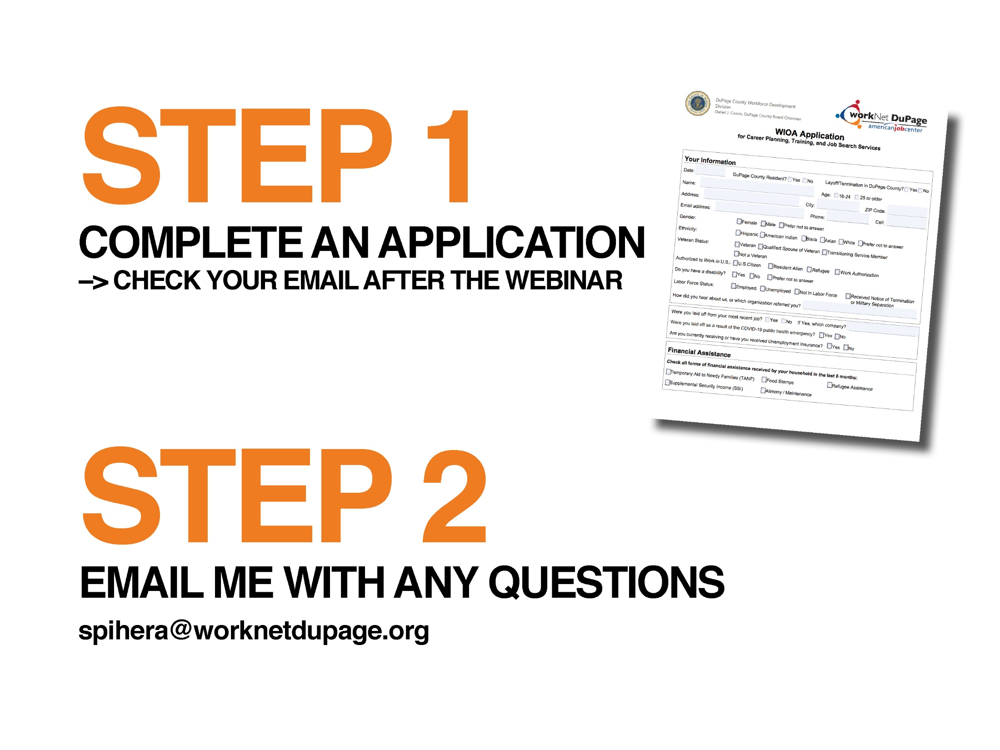 STEP 1
COMPLETE AN APPLICATION
–> CHECK YOUR EMAIL AFTER THE WEBINAR
DuPage County Workforce Development
Division
Daniel J. Cronin, DuPage County Board Chairman
workNet DuPage
americanjobcenter
WIOA Application
for Career Planning, Training, and Job Search Services
Your Information
Date: DuPage County Resident? Yes No Layoff/Termination in DuPage County? Yes No
Name: Age: 16-24 25 or older
Address: City: ZIP Code:
Email address: Phone: Cell:
Gender: Female Male Prefer not to answer
Ethnicity: Hispanic American Indian Black Asian White Prefer not to answer
Veteran Status: Veteran Qualified Spouse of Veteran Transitioning Service Member
Not a Veteran
Authorized to Work in U.S.: U.S.Citizen Resident Alien Refugee Work Authorization
Do you have a disability? Yes No Prefer not to answer
Labor Force Status: Employed Unemployed Not in Labor Force Received Notice of Termination
or Military Separation
How did you hear about us, or which organization referred you?
Were you laid off from your most recent job? Yes No If Yes, which company?
Were you laid off as a result of the COVID-19 public health emergency? Yes No
Are you currently receiving or have you received Unemployment Insurance? Yes No
Financial Assistance
Check all forms of financial assistance received by your household in the last 6 months:
Temporary Aid to Needy Families (TANF) Food Stamps Refugee Assistance
Supplemental Security Income (SSI) Alimony / Maintenance
STEP 2
EMAIL ME WITH ANY QUESTIONS
spihera@worknetdupage.org